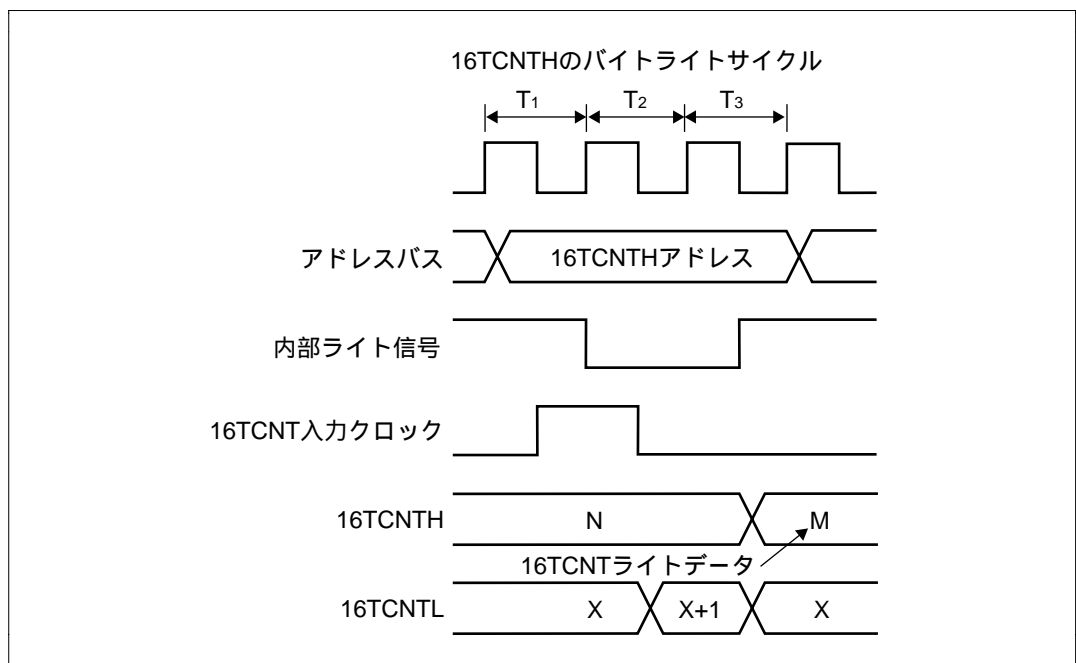 16TCNTHのバイトライトサイクル
T1 T2 T3
アドレスバス 16TCNTHアドレス
内部ライト信号
16TCNT入力クロック
16TCNTH N M
16TCNTライトデータ
16TCNTL X X+1 X